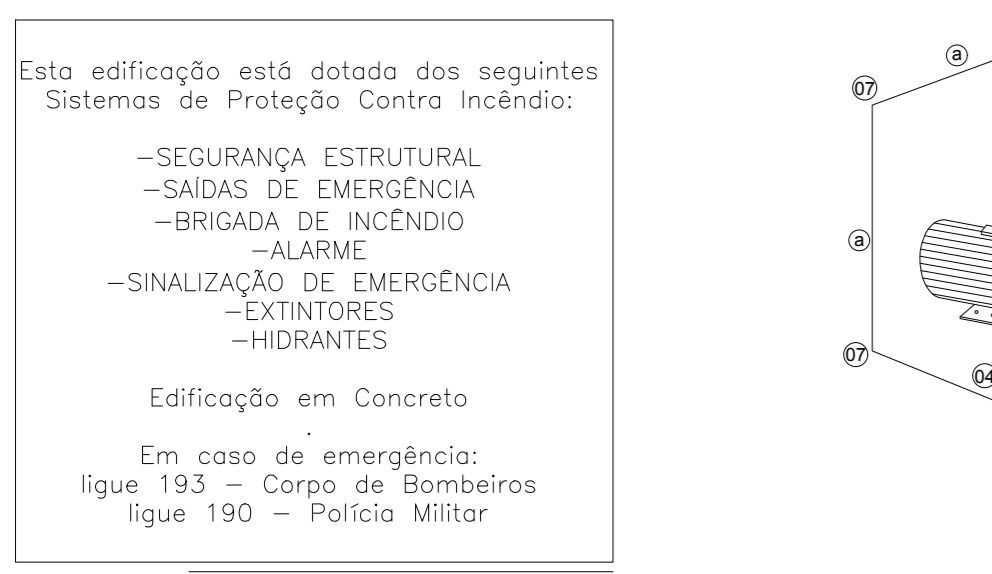 Esta edificação está dotada dos seguintes
Sistemas de Proteção Contra Incêndio:
-SEGURANÇA ESTRUTURAL
-SAÍDAS DE EMERGÊNCIA
-BRIGADA DE INCÊNDIO
-ALARME
-SINALIZAÇÃO DE EMERGÊNCIA
-EXTINTORES
-HIDRANTES
Edificação em Concreto
.
Em caso de emergência:
ligue 193 - Corpo de Bombeiros
ligue 190 - Polícia Militar
a
07
a
07
04